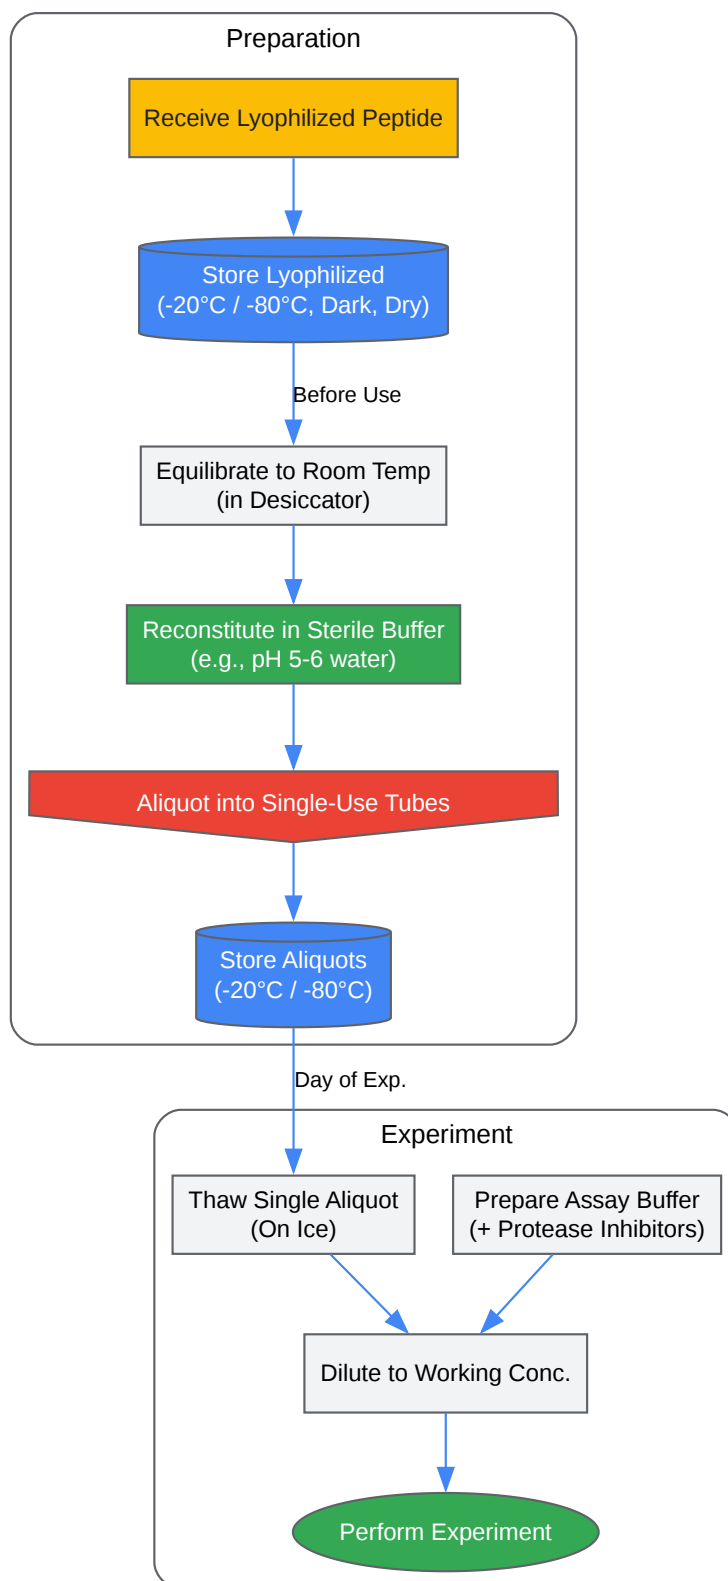 Preparation
Receive Lyophilized Peptide
Store Lyophilized
(-20°C / -80°C, Dark, Dry)
Before Use
Equilibrate to Room Temp
(in Desiccator)
Reconstitute in Sterile Buffer
(e.g., pH 5-6 water)
Aliquot into Single-Use Tubes
Store Aliquots
(-20°C / -80°C)
Day of Exp.
Experiment
Thaw Single Aliquot
(On Ice)
Prepare Assay Buffer
(+ Protease Inhibitors)
Dilute to Working Conc.
Perform Experiment